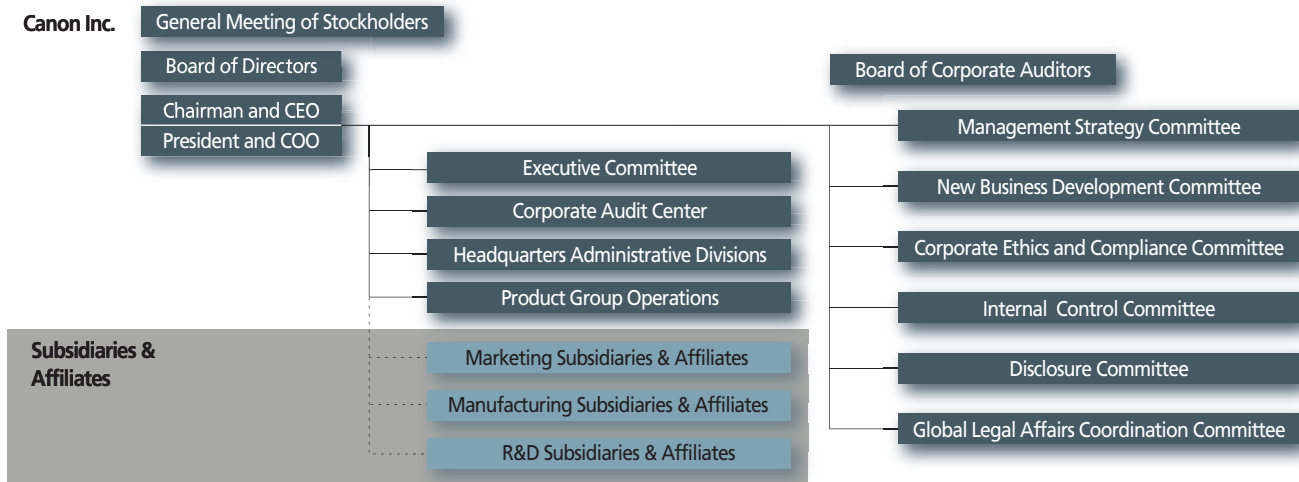 Canon Inc.
General Meeting of Stockholders
Board of Directors
Board of Corporate Auditors
Chairman and CEO
President and COO
Management Strategy Committee
Executive Committee
New Business Development Committee
Corporate Audit Center
Headquarters Administrative Divisions
Corporate Ethics and Compliance Committee
Product Group Operations
Internal Control Committee
Subsidiaries &
Affiliates
Marketing Subsidiaries & Affiliates
Disclosure Committee
Manufacturing Subsidiaries & Affiliates
Global Legal Affairs Coordination Committee
R&D Subsidiaries & Affiliates